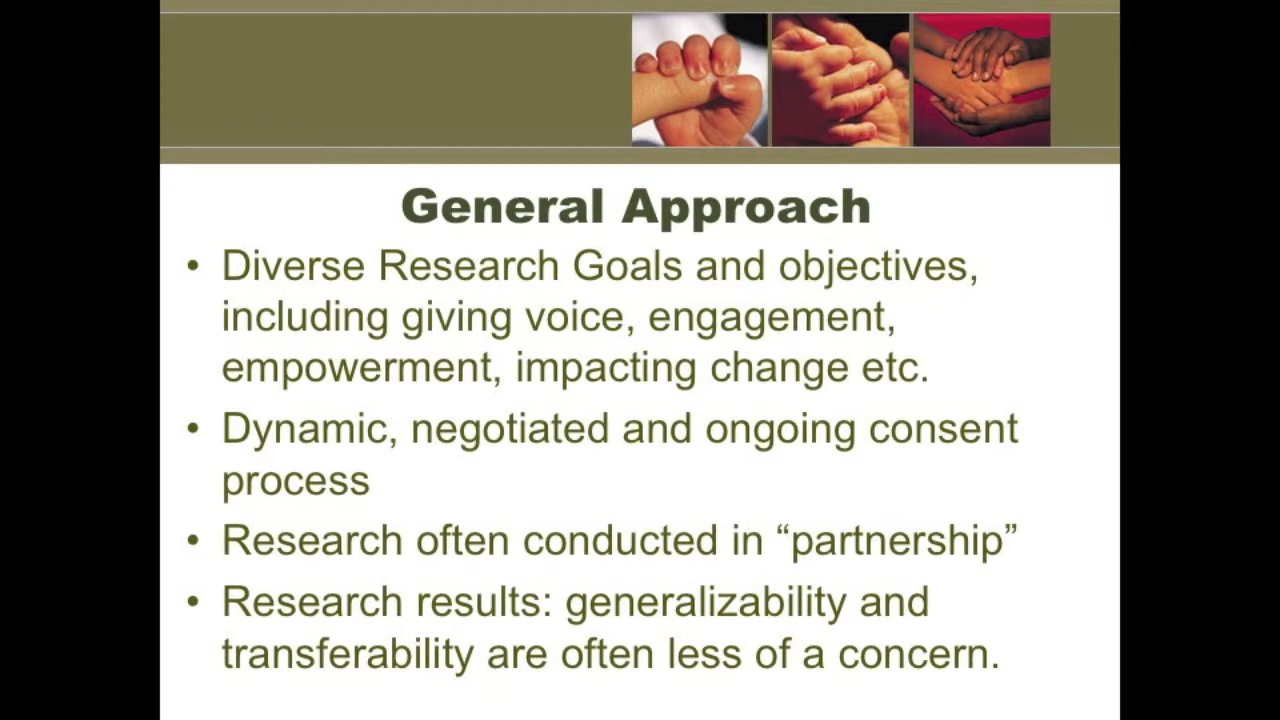 General Approach
• Diverse Research Goals and objectives,
including giving voice, engagement,
empowerment, impacting change etc.
• Dynamic, negotiated and ongoing consent
process
• Research often conducted in “partnership”
• Research results: generalizability and
transferability are often less of a concern.